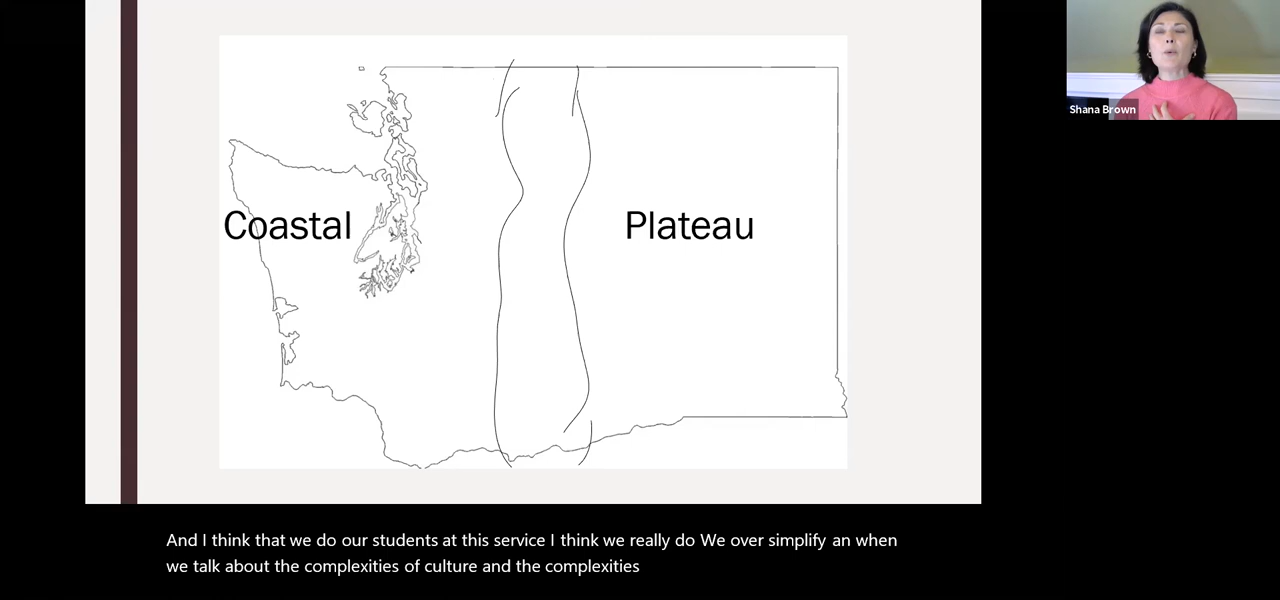 Shana Brown
Coastal
Plateau
And I think that we do our students at this service I think we really do We over simplify an when
we talk about the complexities of culture and the complexities